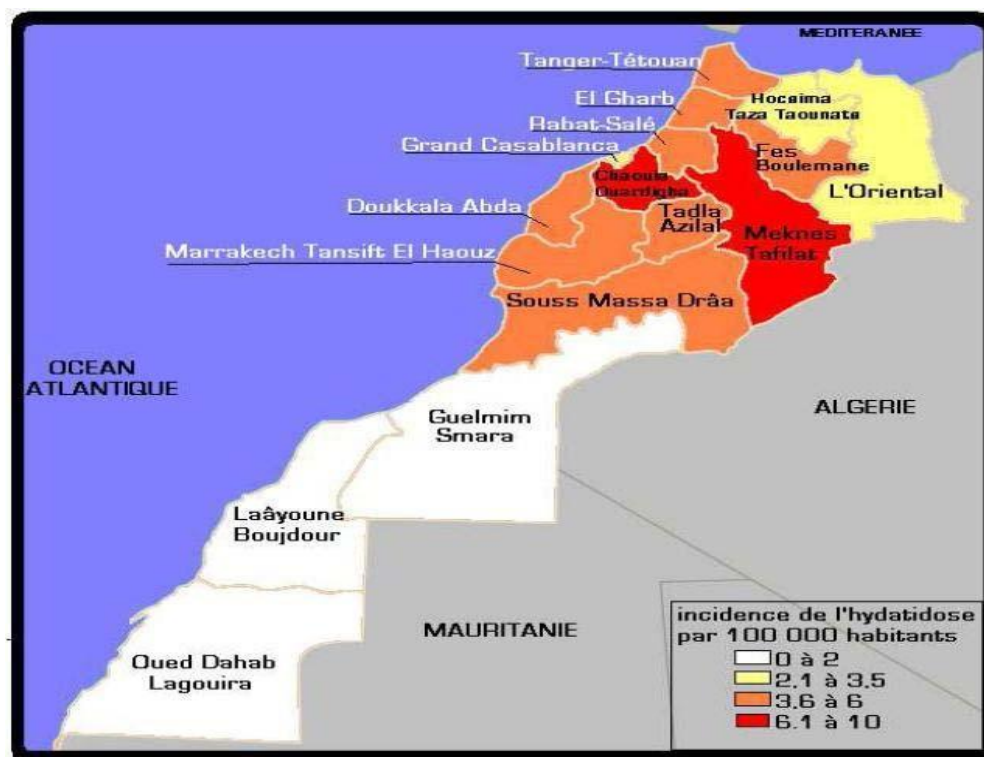 MEDITERANEE
Tanger-Tétouan
El Gharb
Hoceima
Taza Taounate
Rabat-Salé
Grand Casablanca
Fes
Boulemane
Chaouia
Ouardigha
L'Oriental
Doukkala Abda
Tadla
Azilal
Meknes
Tafilat
Marrakech Tansift El Haouz
Souss Massa Drâa
OCEAN
ATLANTIQUE
ALGERIE
Guelmim
Smara
Laâyoune
Boujdour
MAURITANIE
Oued Dahab
Lagouira
incidence de l'hydatidose
par 100 000 habitants
0 à 2
2,1 à 3,5
3,6 à 6
6,1 à 10